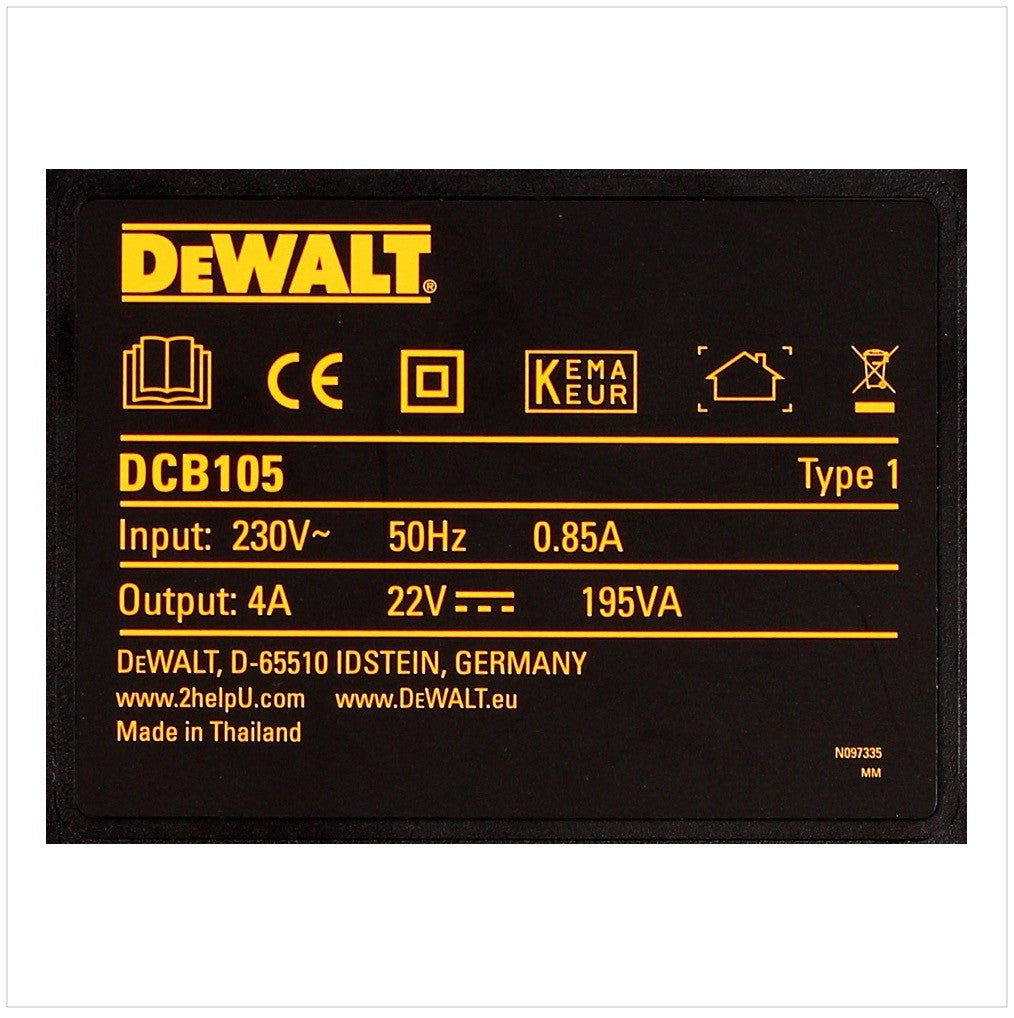 DEWALT®
CE
KEMA
EUR
DCB105 Type 1
Input: 230V~ 50Hz 0.85A
Output: 4A 22V⎓ 195VA
DEWALT, D-65510 IDSTEIN, GERMANY
www.2helpU.com www.DEWALT.eu
Made in Thailand
N097335
MM